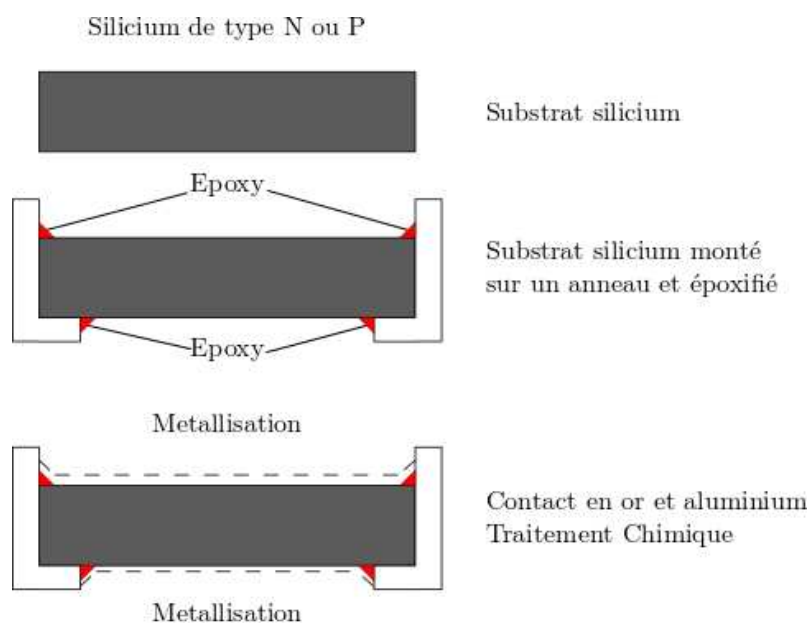 Silicium de type N ou P
Substrat silicium
Epoxy
Substrat silicium monté
sur un anneau et époxifié
Epoxy
Metallisation
Contact en or et aluminium
Traitement Chimique
Metallisation